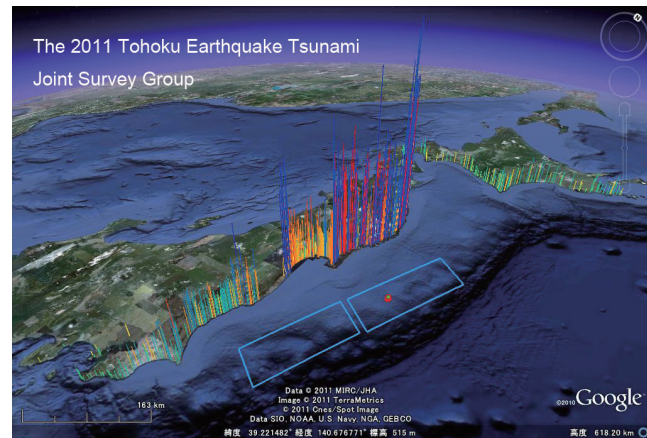 The 2011 Tohoku Earthquake Tsunami
Joint Survey Group
N
163 km
Data © 2011 MIRC/JHA
Image © 2011 TerraMetrics
© 2011 Cnes/Spot Image
Data SIO, NOAA, U.S. Navy, NGA, GEBCO
©2010 Google
緯度 39.221482° 経度 140.676771° 標高 515 m
高度 618.20 km